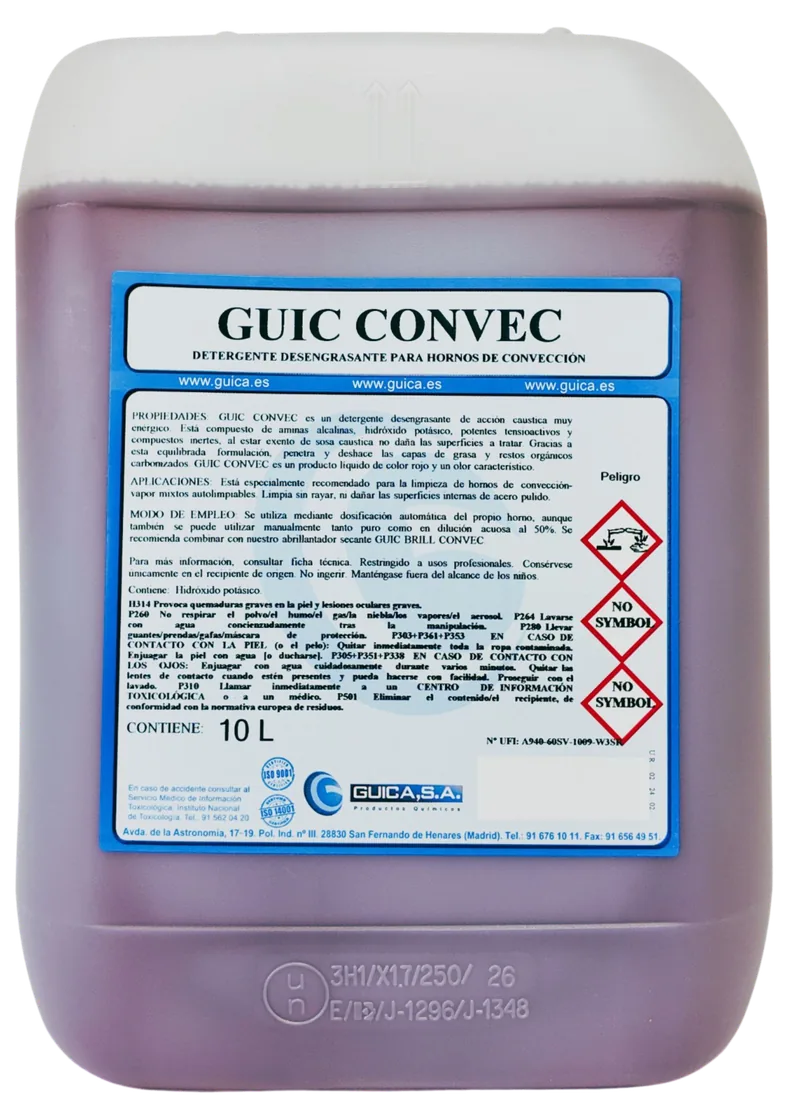 GUIC CONVEC
DETERGENTE DESENGRASANTE PARA HORNOS DE CONVECCIÓN
www.guica.es www.guica.es www.guica.es
PROPIEDADES: GUIC CONVEC es un detergente desengrasante de acción caustica muy
energico. Está compuesto de aminas alcalinas, hidróxido potásico, potentes tensioactivos y
compuestos inertes, al estar exento de sosa caustica no daña las superficies a tratar. Gracias a
esta equilibrada formulación, penetra y deshace las capas de grasa y restos orgánicos
carbonizados. GUIC CONVEC es un producto líquido de color rojo y un olor característico.
Peligro
APLICACIONES: Está especialmente recomendado para la limpieza de hornos de convección-
vapor mixtos autolimpiables. Limpia sin rayar, ni dañar las superficies internas de acero pulido.
MODO DE EMPLEO: Se utiliza mediante dosificación automática del propio horno, aunque
también se puede utilizar manualmente tanto puro como en dilución acuosa al 50%. Se
recomienda combinar con nuestro abrillantador secante GUIC BRILL CONVEC
Para más información, consultar ficha técnica. Restringido a usos profesionales. Consérvese
únicamente en el recipiente de origen. No ingerir. Manténgase fuera del alcance de los niños.
Contiene: Hidróxido potásico.
H314 Provoca quemaduras graves en la piel y lesiones oculares graves.
P260 No respirar el polvo/el humo/el gas/la niebla/los vapores/el aerosol. P264 Lavarse
con agua concienzudamente tras la manipulación. P280 Llevar
guantes/prendas/gafas/máscara de protección. P303+P361+P353 EN CASO DE
CONTACTO CON LA PIEL (o el pelo): Quitar inmediatamente toda la ropa contaminada.
Enjuagar la piel con agua [o ducharse]. P305+P351+P338 EN CASO DE CONTACTO CON
LOS OJOS: Enjuagar con agua cuidadosamente durante varios minutos. Quitar las
lentes de contacto cuando estén presentes y pueda hacerse con facilidad. Proseguir con el
lavado. P310 Llamar inmediatamente a un CENTRO DE INFORMACIÓN
TOXICOLÓGICA o a un médico. P501 Eliminar el contenido/el recipiente, de
conformidad con la normativa europea de residuos.
NO
SYMBOL
NO
SYMBOL
CONTIENE: 10 L
Nº UFI: A940-60SV-1009-W3SR
U.R. 02 24 02
En caso de accidente consultar al
Servicio Médico de Información
Toxicológica. Instituto Nacional
de Toxicología. Tel.: 91 562 04 20
ISO 9001
ISO 14001
GUICA, S.A.
Productos Químicos
Avda. de la Astronomía, 17-19. Pol. Ind. nº III. 28830 San Fernando de Henares (Madrid). Tel.: 91 676 10 11. Fax: 91 656 49 51.
un
3H1/X1.7/250/ 26
J-1296/J-1348